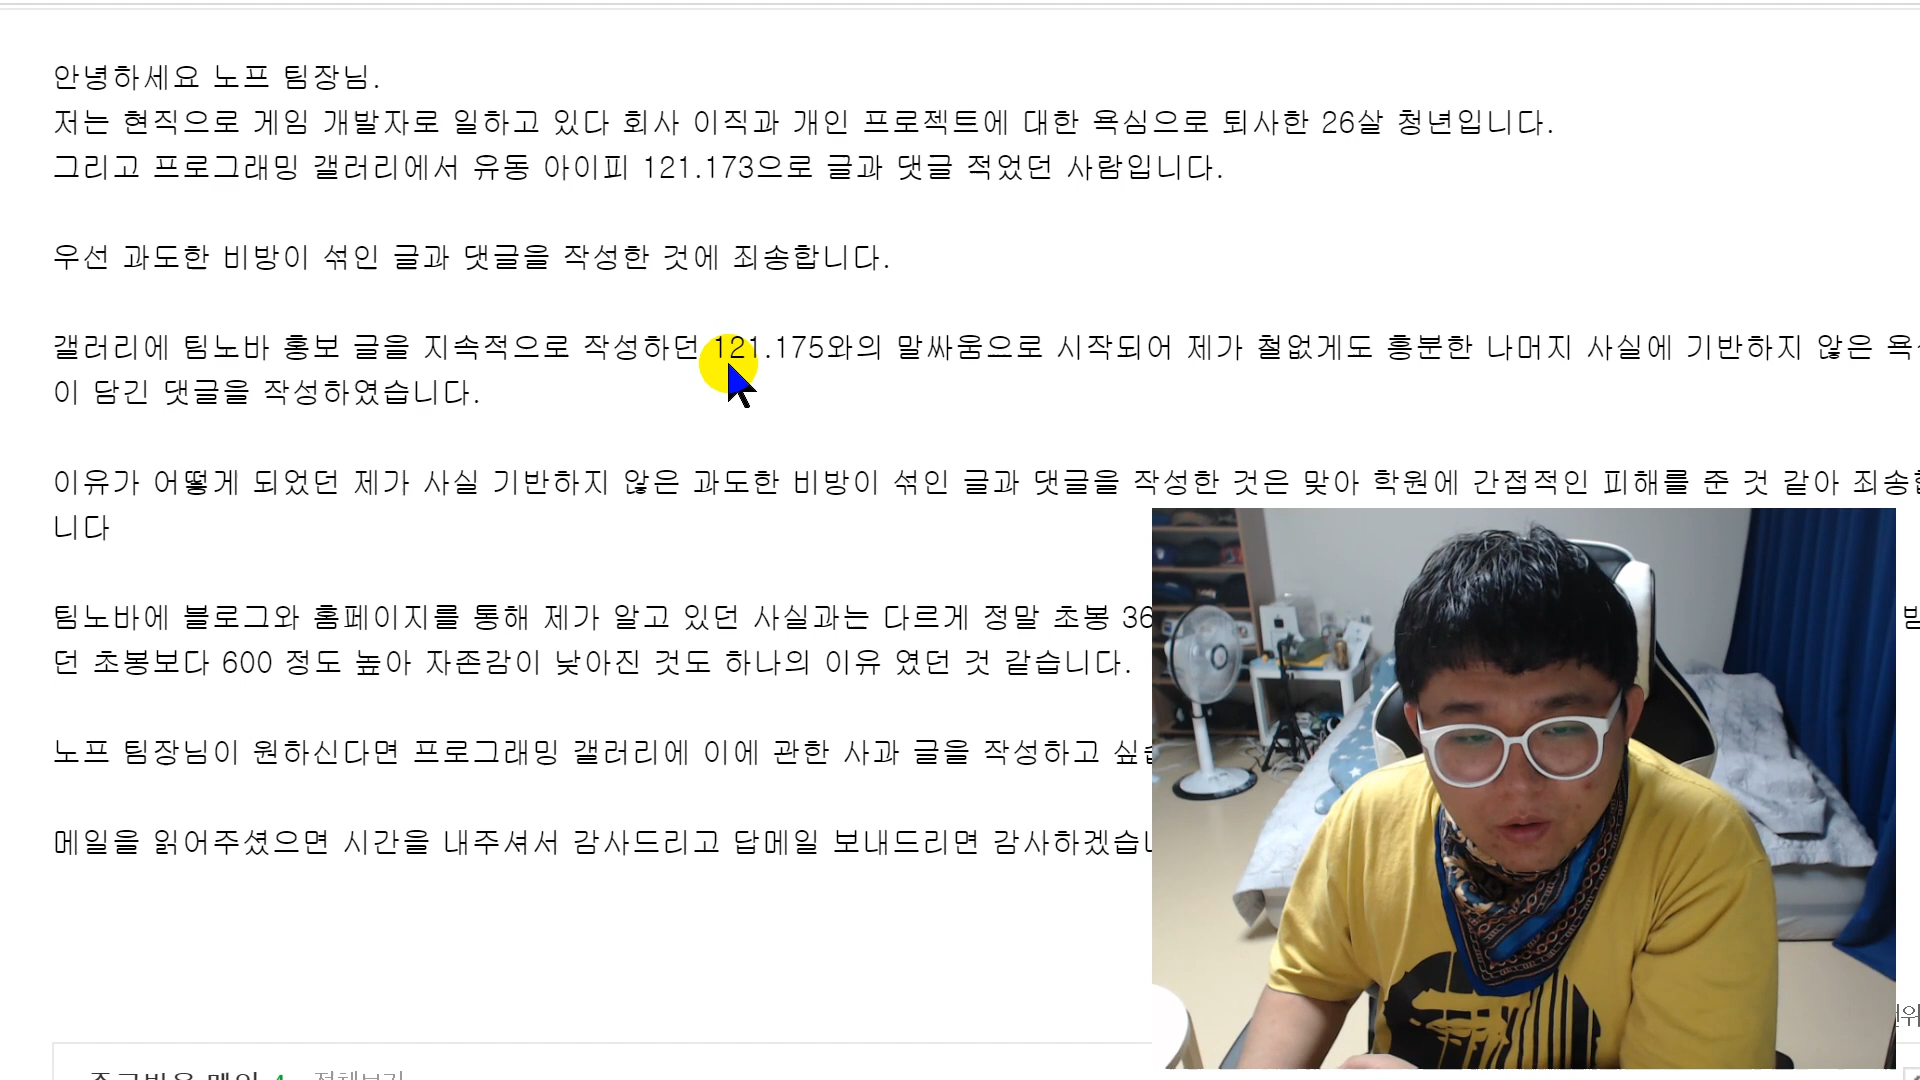 안녕하세요 노프 팀장님.
저는 현직으로 게임 개발자로 일하고 있다 회사 이직과 개인 프로젝트에 대한 욕심으로 퇴사한 26살 청년입니다.
그리고 프로그래밍 갤러리에서 유동 아이피 121.173으로 글과 댓글 적었던 사람입니다.
우선 과도한 비방이 섞인 글과 댓글을 작성한 것에 죄송합니다.
갤러리에 팀노바 홍보 글을 지속적으로 작성하던 121.175와의 말싸움으로 시작되어 제가 철없게도 흥분한 나머지 사실에 기반하지 않은
이 담긴 댓글을 작성하였습니다.
이유가 어떻게 되었던 제가 사실 기반하지 않은 과도한 비방이 섞인 글과 댓글을 작성한 것은 맞아 학원에 간접적인 피해를 준 것 같아
니다
팀노바에 블로그와 홈페이지를 통해 제가 알고 있던 사실과는 다르게 정말 초봉 36
던 초봉보다 600 정도 높아 자존감이 낮아진 것도 하나의 이유 였던 것 같습니다.
노프 팀장님이 원하신다면 프로그래밍 갤러리에 이에 관한 사과 글을 작성하고
메일을 읽어주셨으면 시간을 내주셔서 감사드리고 답메일 보내드리면